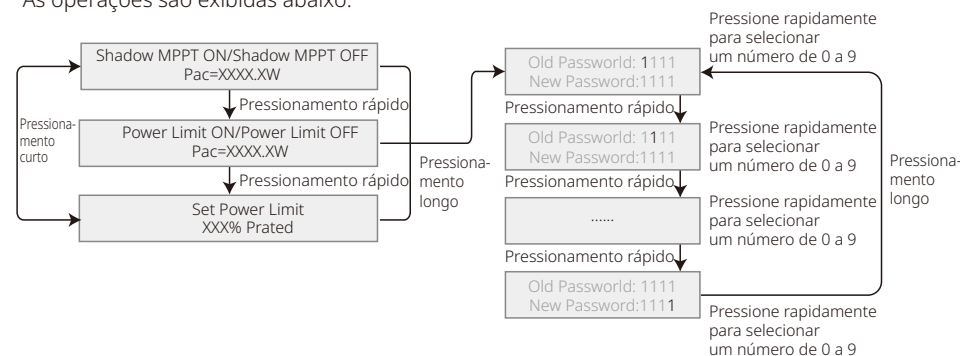 As operações são exibidas abaixo:
Shadow MPPT ON/Shadow MPPT OFF
Pac=XXXX.XW
Pressionamento rápido
Power Limit ON/Power Limit OFF
Pac=XXXX.XW
Pressionamento rápido
Set Power Limit
XXX% Prated
Pressiona-
mento
curto
Pressiona-
mento
longo
Old Passworld: 1111
New Password:1111
Pressione rapidamente
para selecionar
um número de 0 a 9
Pressionamento rápido
Old Passworld: 1111
New Password:1111
Pressione rapidamente
para selecionar
um número de 0 a 9
Pressionamento rápido
......
Pressione rapidamente
para selecionar
um número de 0 a 9
Pressionamento rápido
Old Passworld: 1111
New Password:1111
Pressione rapidamente
para selecionar
um número de 0 a 9
Pressiona-
mento
longo